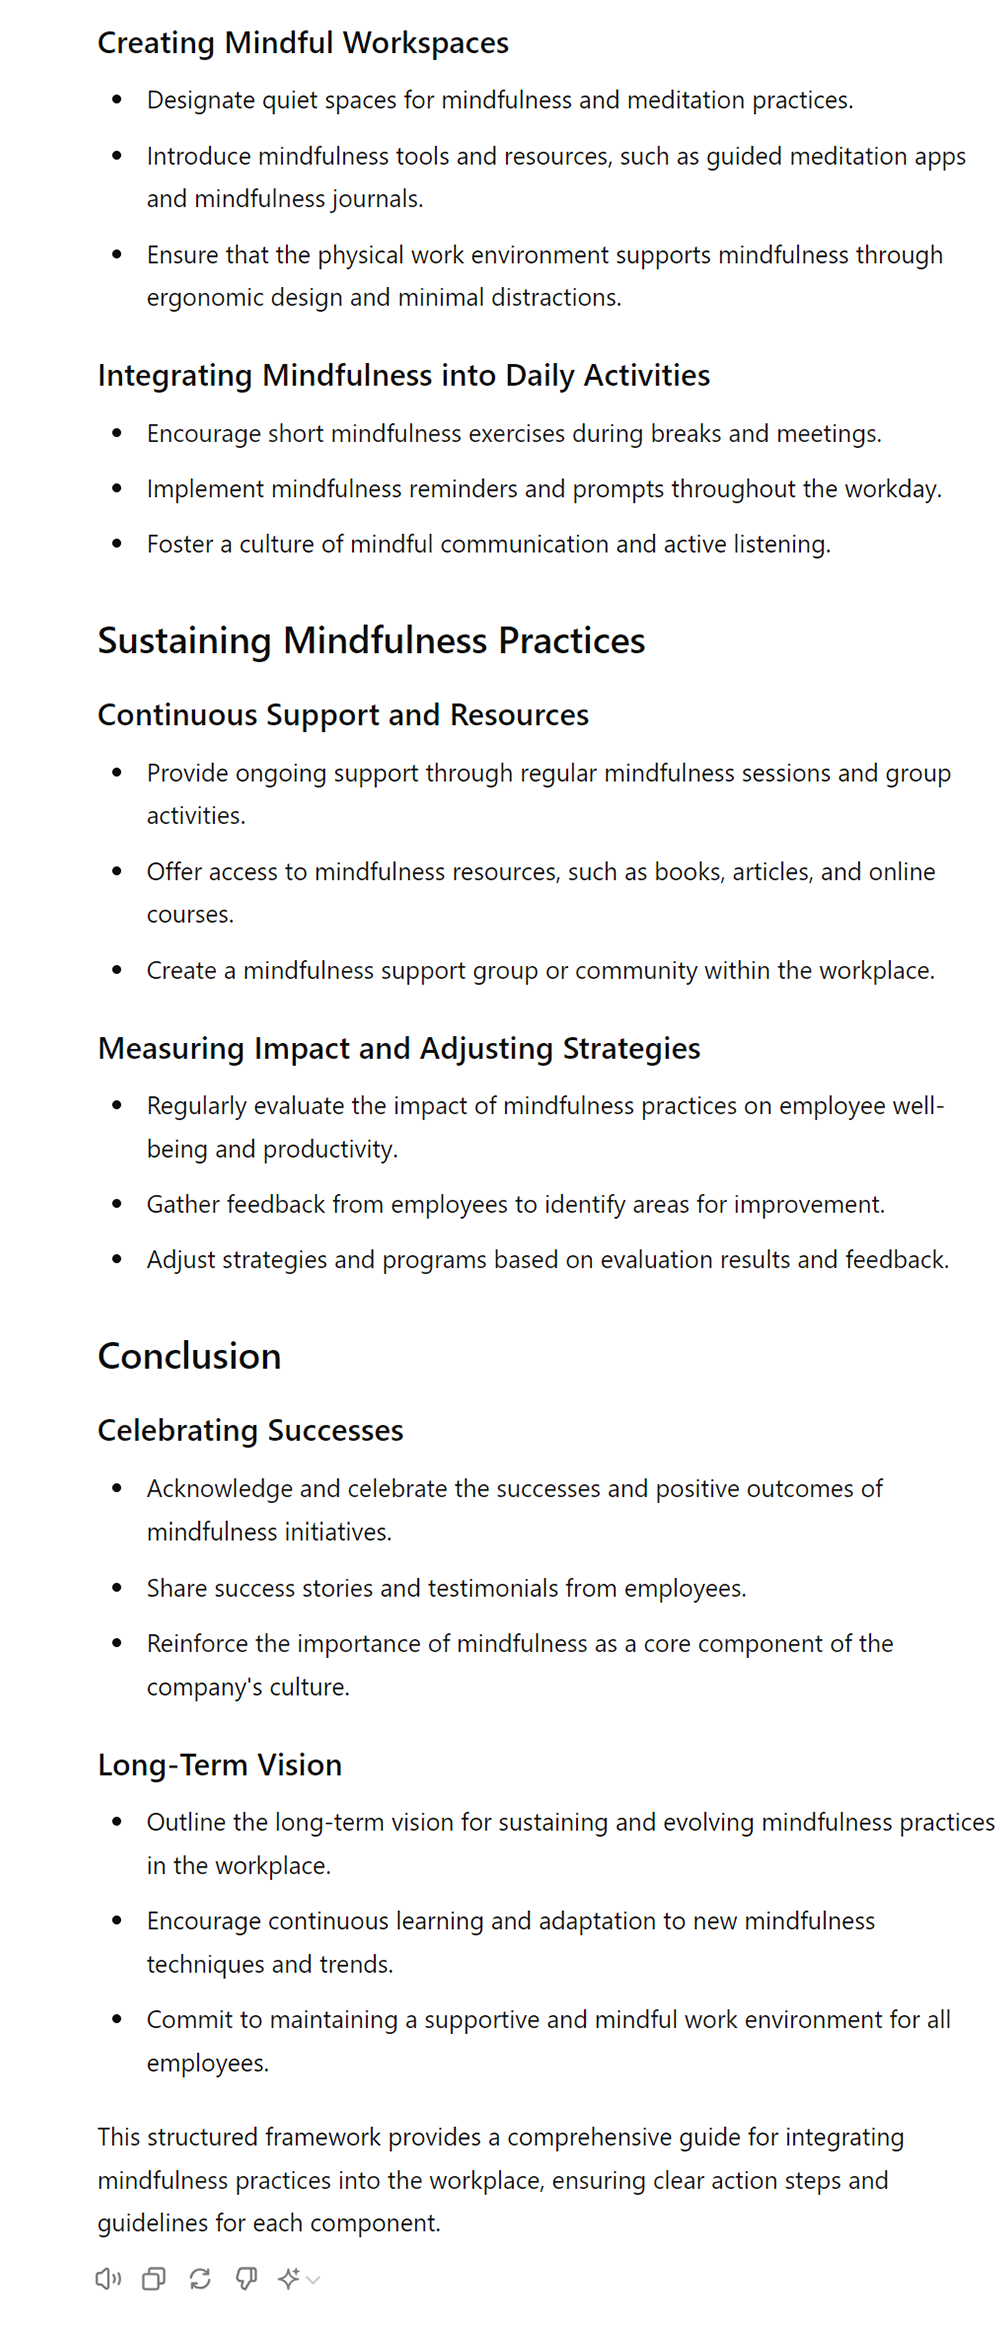 Creating Mindful Workspaces
Designate quiet spaces for mindfulness and meditation practices.
Introduce mindfulness tools and resources, such as guided meditation apps
and mindfulness journals.
Ensure that the physical work environment supports mindfulness through
ergonomic design and minimal distractions.
Integrating Mindfulness into Daily Activities
Encourage short mindfulness exercises during breaks and meetings.
Implement mindfulness reminders and prompts throughout the workday.
Foster a culture of mindful communication and active listening.
Sustaining Mindfulness Practices
Continuous Support and Resources
Provide ongoing support through regular mindfulness sessions and group
activities.
Offer access to mindfulness resources, such as books, articles, and online
courses.
Create a mindfulness support group or community within the workplace.
Measuring Impact and Adjusting Strategies
Regularly evaluate the impact of mindfulness practices on employee well-
being and productivity.
Gather feedback from employees to identify areas for improvement.
Adjust strategies and programs based on evaluation results and feedback.
Conclusion
Celebrating Successes
Acknowledge and celebrate the successes and positive outcomes of
mindfulness initiatives.
Share success stories and testimonials from employees.
Reinforce the importance of mindfulness as a core component of the
company's culture.
Long-Term Vision
Outline the long-term vision for sustaining and evolving mindfulness practices
in the workplace.
Encourage continuous learning and adaptation to new mindfulness
techniques and trends.
Commit to maintaining a supportive and mindful work environment for all
employees.
This structured framework provides a comprehensive guide for integrating
mindfulness practices into the workplace, ensuring clear action steps and
guidelines for each component.